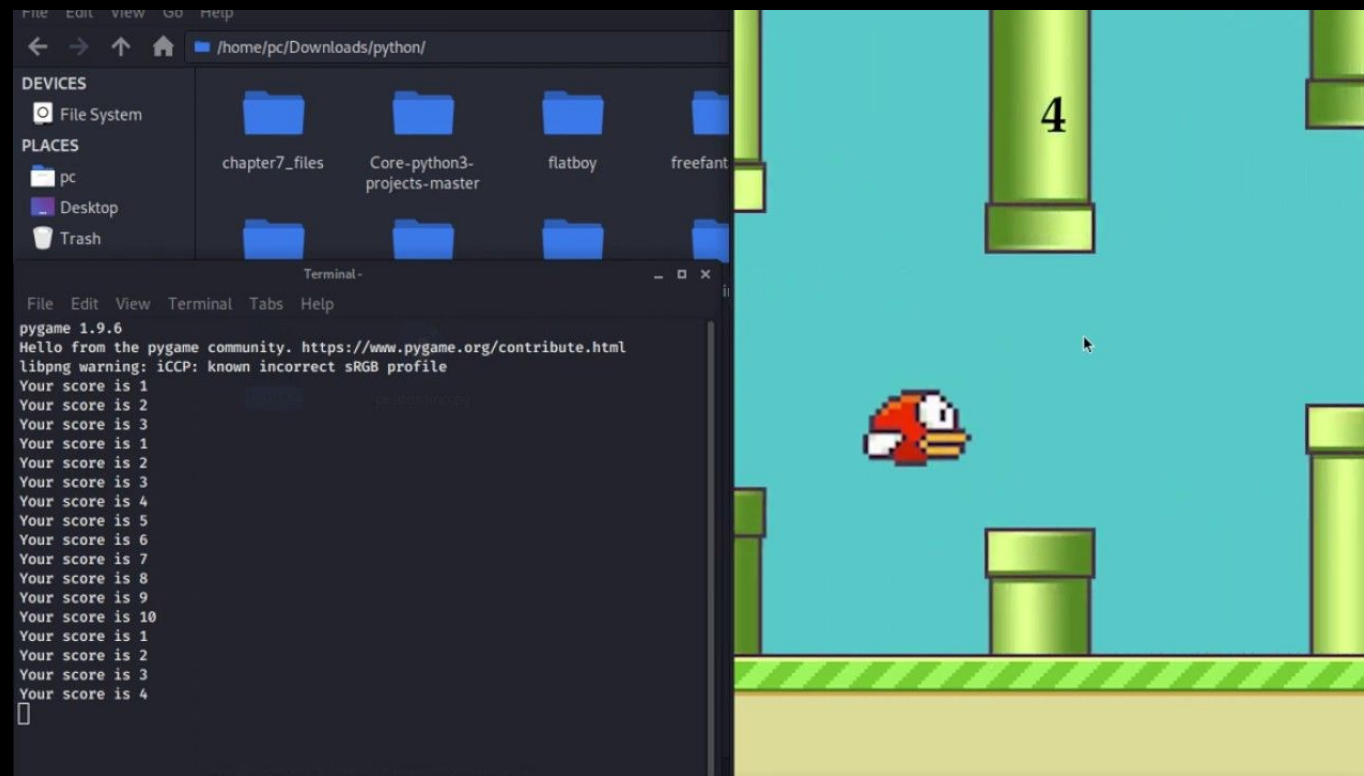 File Edit View Go Help
/home/pc/Downloads/python/
DEVICES
File System
PLACES
pc
Desktop
Trash
chapter7_files
Core-python3-
projects-master
flatboy
freefant
Terminal -
File Edit View Terminal Tabs Help
pygame 1.9.6
Hello from the pygame community. https://www.pygame.org/contribute.html
libpng warning: iCCP: known incorrect sRGB profile
Your score is 1
Your score is 2
Your score is 3
Your score is 1
Your score is 2
Your score is 3
Your score is 4
Your score is 5
Your score is 6
Your score is 7
Your score is 8
Your score is 9
Your score is 10
Your score is 1
Your score is 2
Your score is 3
Your score is 4
4